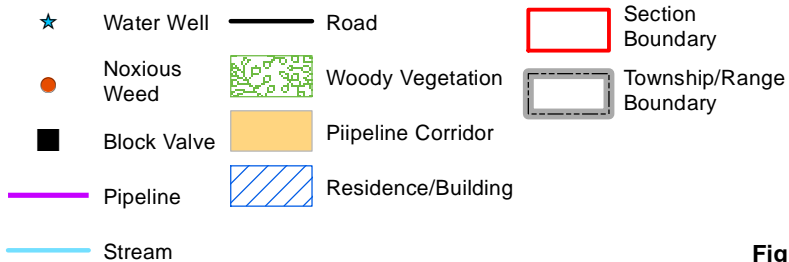 Water Well
Noxious
Weed
Block Valve
Pipeline
Stream
Road
Woody Vegetation
Piipeline Corridor
Residence/Building
Section
Boundary
Township/Range
Boundary
Fig